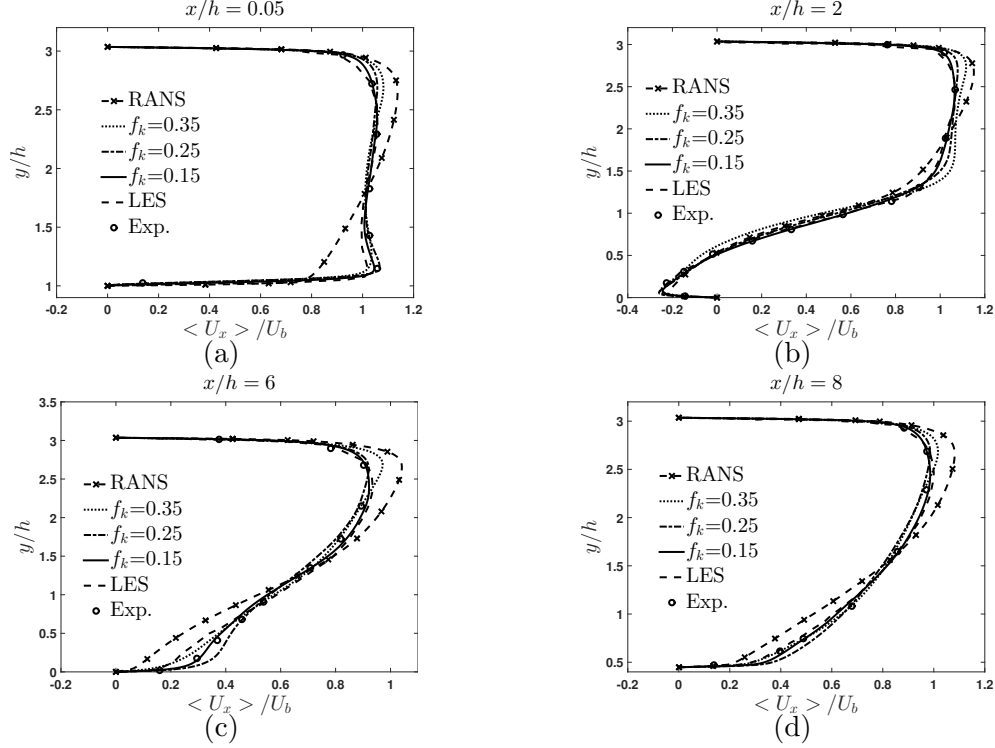 x/h = 0.05
3
2.5
2
1.5
1
y/h
RANS
f_k=0.35
f_k=0.25
f_k=0.15
LES
Exp.
-0.2 0 0.2 0.4 0.6 0.8 1 1.2
< U_x > /U_b
(a)
x/h = 2
3
2.5
2
1.5
1
0.5
0
y/h
RANS
f_k=0.35
f_k=0.25
f_k=0.15
LES
Exp.
-0.4 -0.2 0 0.2 0.4 0.6 0.8 1 1.2
< U_x > /U_b
(b)
x/h = 6
3.5
3
2.5
2
1.5
1
0.5
0
y/h
RANS
f_k=0.35
f_k=0.25
f_k=0.15
LES
Exp.
-0.2 0 0.2 0.4 0.6 0.8 1
< U_x > /U_b
(c)
x/h = 8
3
2.5
2
1.5
1
0.5
y/h
RANS
f_k=0.35
f_k=0.25
f_k=0.15
LES
Exp.
-0.2 0 0.2 0.4 0.6 0.8 1 1.2
< U_x > /U_b
(d)